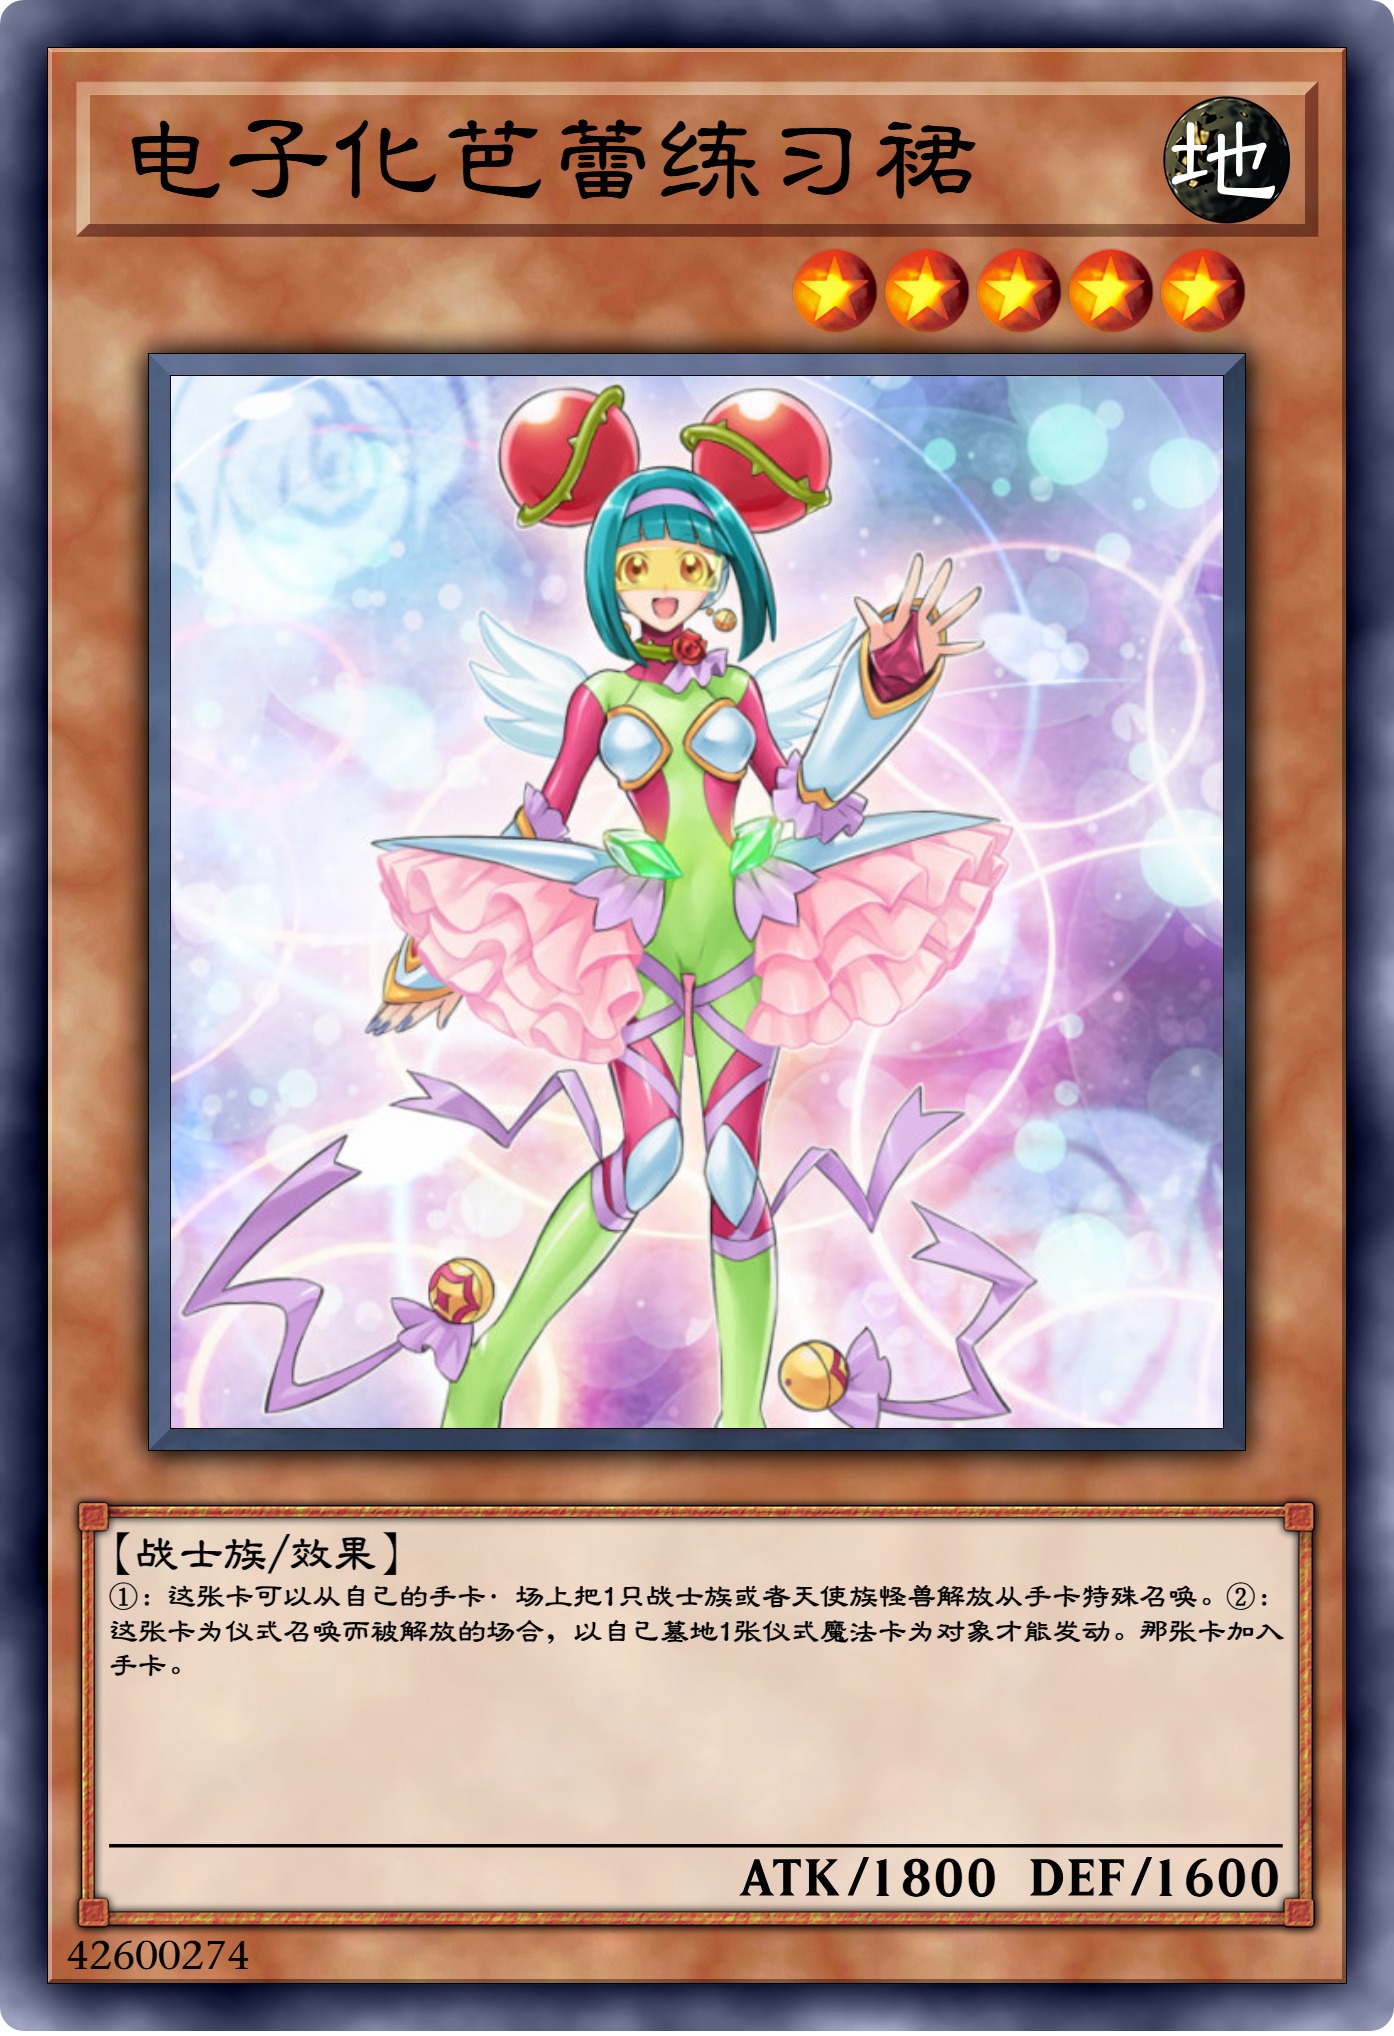 电子化芭蕾练习裙
地
【战士族/效果】
①：这张卡可以从自己的手卡·场上把1只战士族或者天使族怪兽解放从手卡特殊召唤。②：
这张卡为仪式召唤而被解放的场合，以自己墓地1张仪式魔法卡为对象才能发动。那张卡加入
手卡。
ATK/1800 DEF/1600
42600274